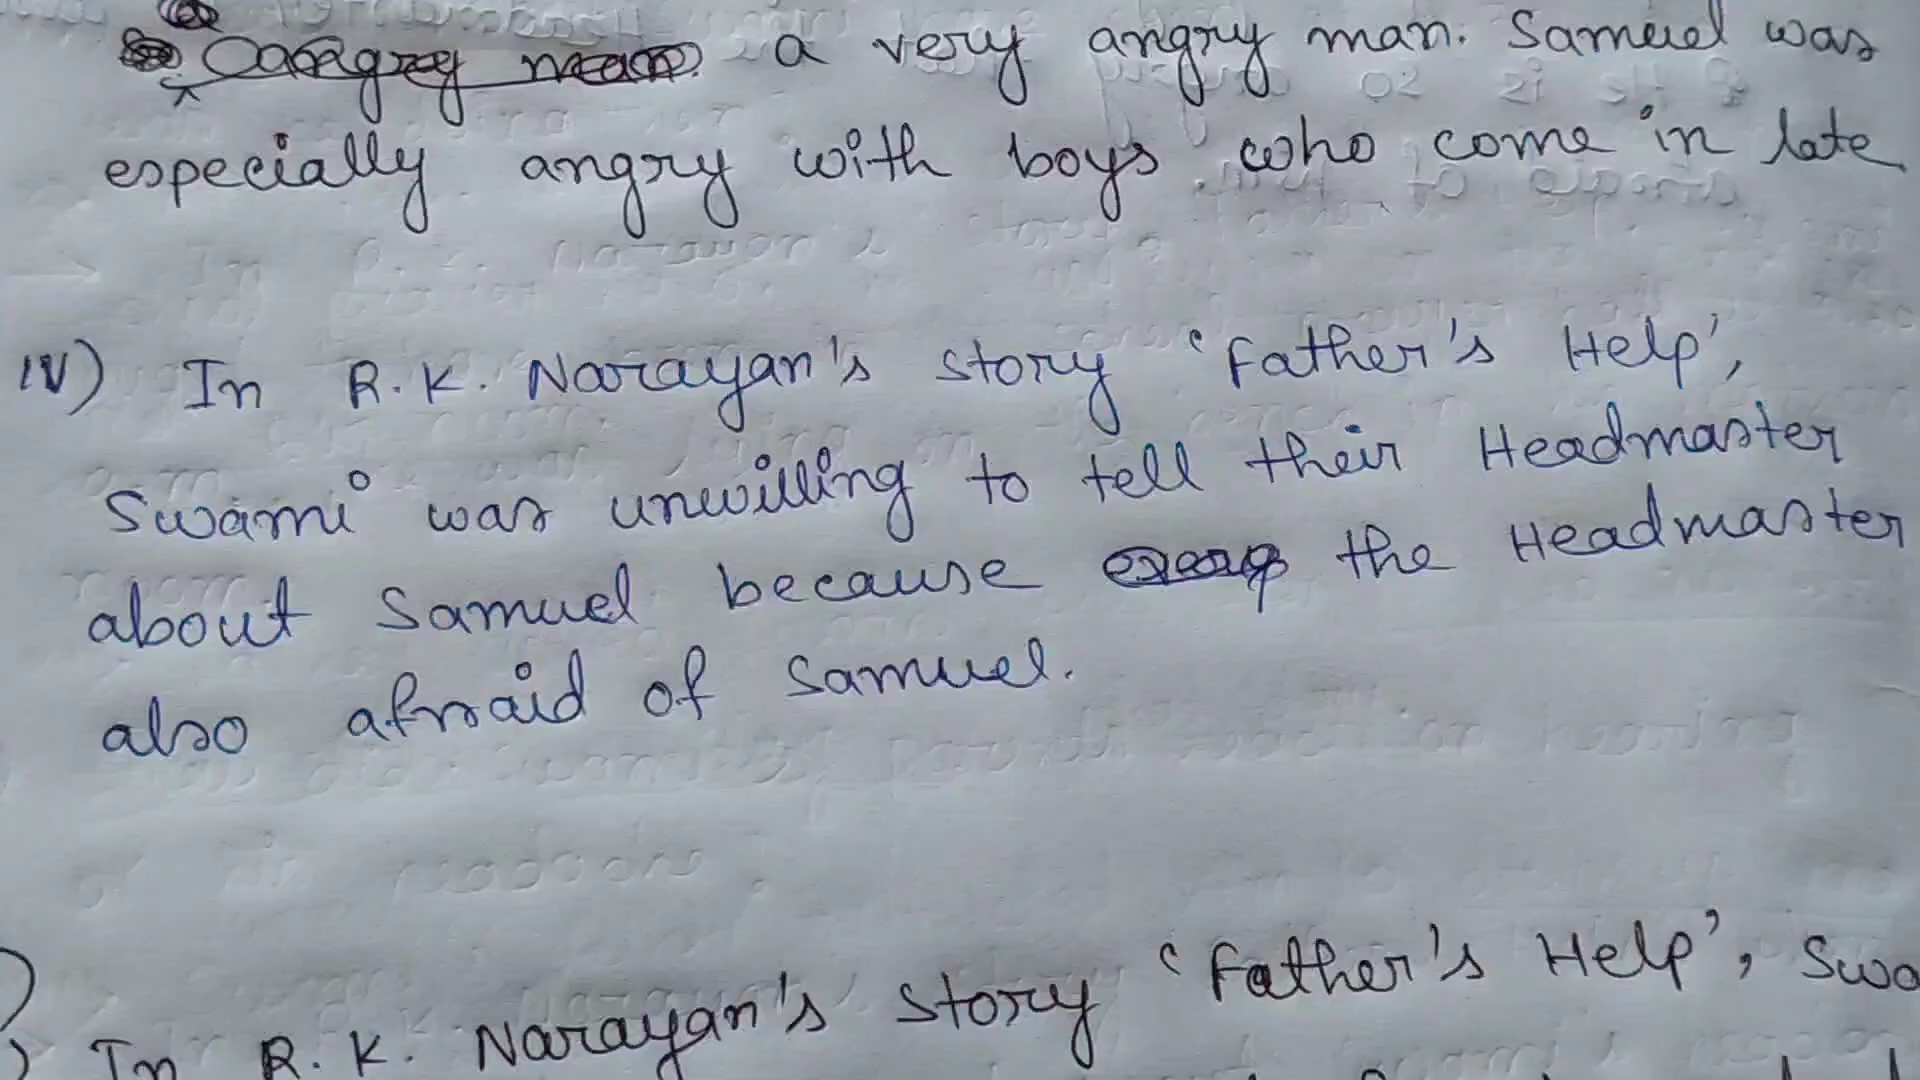 a very angry man. Samuel was
especially angry with boys who come in late
IV) In R.K. Narayan's story 'Father's Help',
Swami was unwilling to tell their Headmaster
about Samuel because the Headmaster
also afraid of Samuel.
In R.K. Narayan's story 'Father's Help', Swa